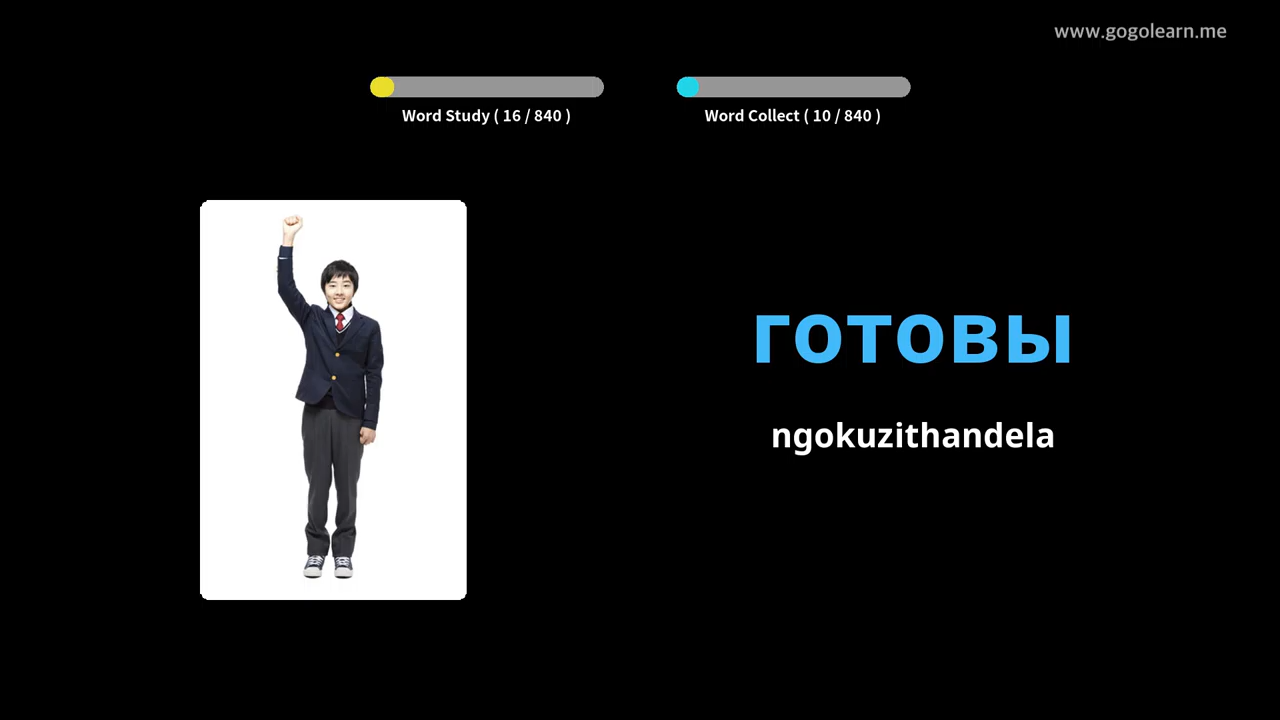 www.gogolearn.me
Word Study ( 16 / 840 )
Word Collect ( 10 / 840 )
готовы
ngokuzithandela